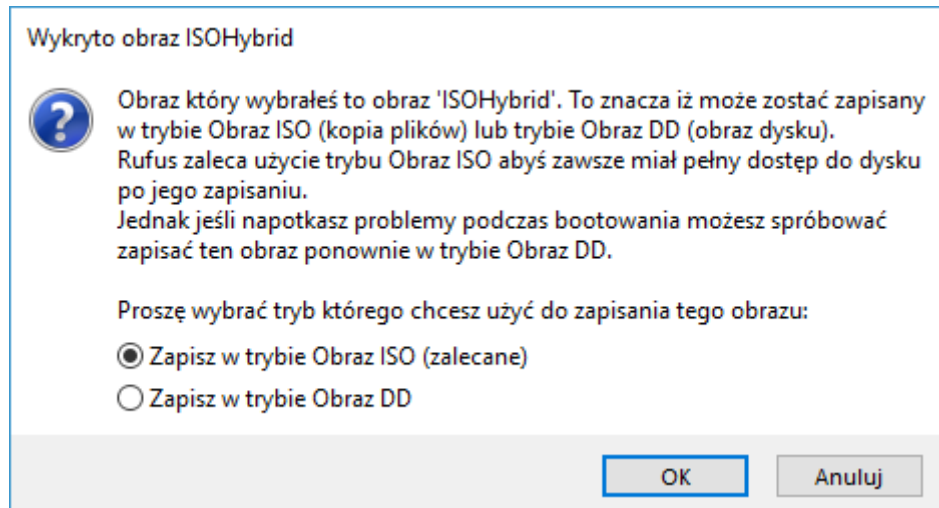 Wykryto obraz ISOHybrid
Obraz który wybrałeś to obraz 'ISOHybrid'. To znacza iż może zostać zapisany
w trybie Obraz ISO (kopia plików) lub trybie Obraz DD (obraz dysku).
Rufus zaleca użycie trybu Obraz ISO abyś zawsze miał pełny dostęp do dysku
po jego zapisaniu.
Jednak jeśli napotkasz problemy podczas bootowania możesz spróbować
zapisać ten obraz ponownie w trybie Obraz DD.
Proszę wybrać tryb którego chcesz użyć do zapisania tego obrazu:
Zapisz w trybie Obraz ISO (zalecane)
Zapisz w trybie Obraz DD
OK Anuluj